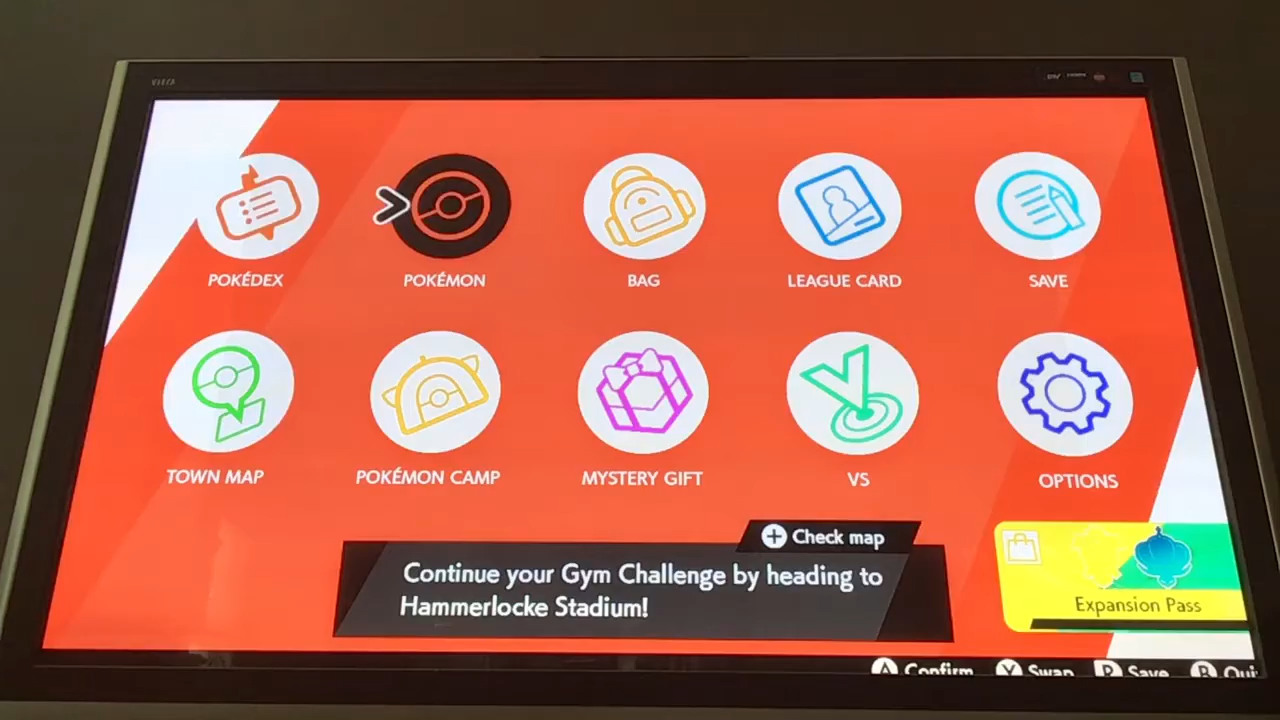 POKÉDEX
POKÉMON
BAG
LEAGUE CARD
SAVE
TOWN MAP
POKÉMON CAMP
MYSTERY GIFT
VS
OPTIONS
Check map
Continue your Gym Challenge by heading to
Hammerlocke Stadium!
Expansion Pass
A Confirm Y Swap R Save B Qui